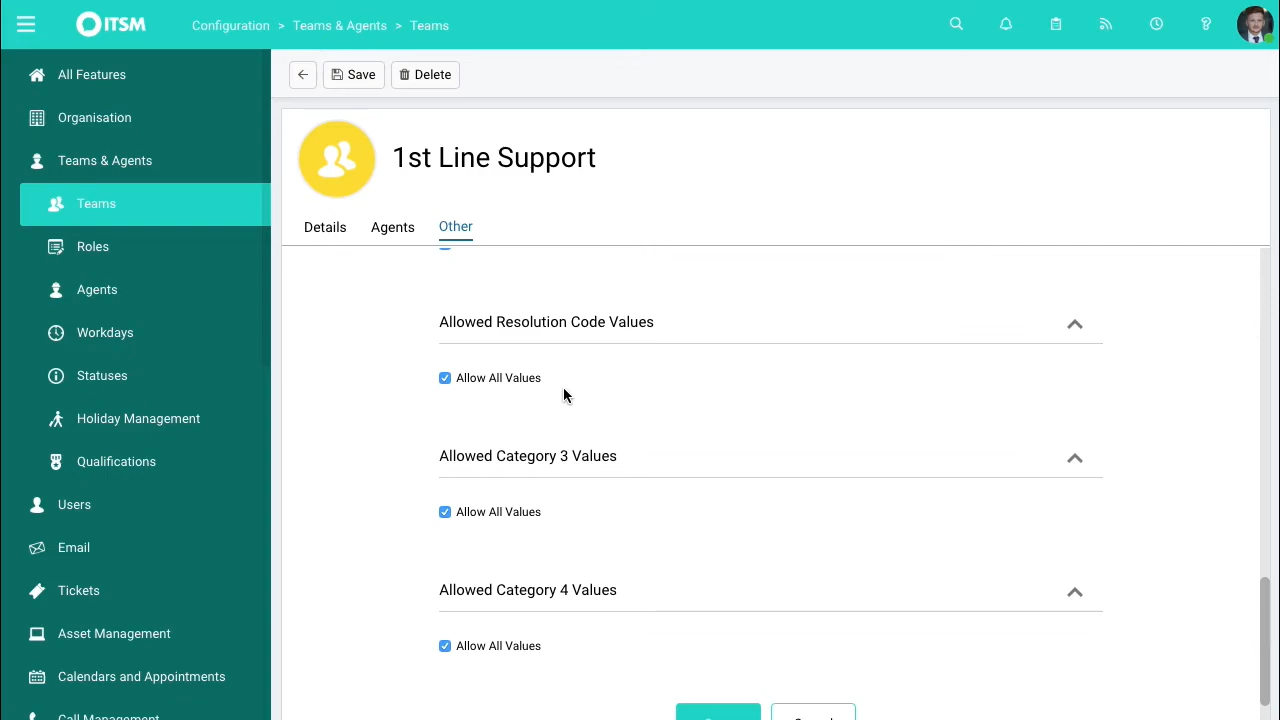 ITSM
Configuration > Teams & Agents > Teams
All Features
Organisation
Teams & Agents
Teams
Roles
Agents
Workdays
Statuses
Holiday Management
Qualifications
Users
Email
Tickets
Asset Management
Calendars and Appointments
Call Management
Save
Delete
1st Line Support
Details
Agents
Other
Allowed Resolution Code Values
Allow All Values
Allowed Category 3 Values
Allow All Values
Allowed Category 4 Values
Allow All Values